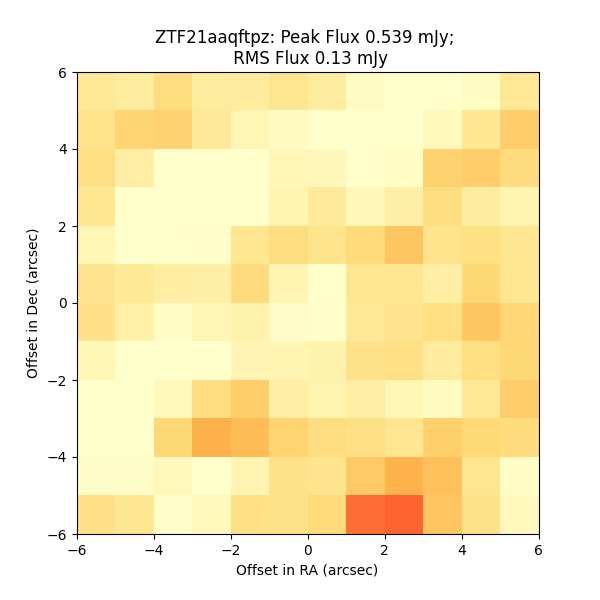 ZTF21aaqftpz: Peak Flux 0.539 mJy;
RMS Flux 0.13 mJy
6
4
2
0
−2
−4
−6
Offset in Dec (arcsec)
−6 −4 −2 0 2 4 6
Offset in RA (arcsec)